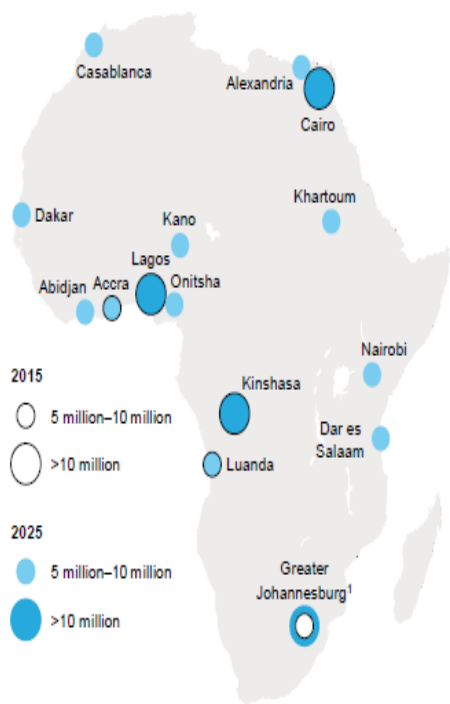 Casablanca
Alexandria
Cairo
Khartoum
Dakar
Kano
Lagos
Abidjan
Accra
Onitsha
Nairobi
Kinshasa
Dar es
Salaam
Luanda
Greater
Johannesburg¹
2015
5 million–10 million
>10 million
2025
5 million–10 million
>10 million